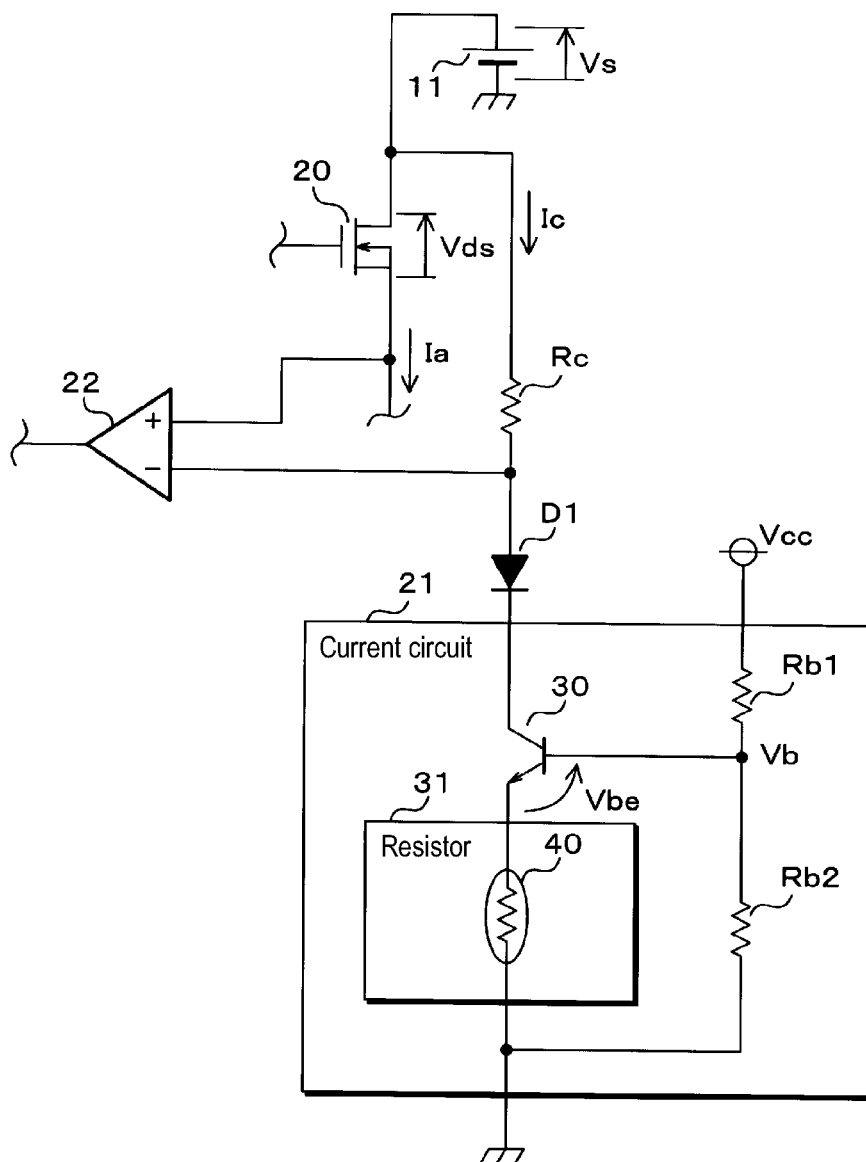 11
Vs
20
Vds
Ic
Ia
Rc
22
+
−
D1
Vcc
21
Current circuit
Rb1
30
Vb
Vbe
31
Resistor
40
Rb2